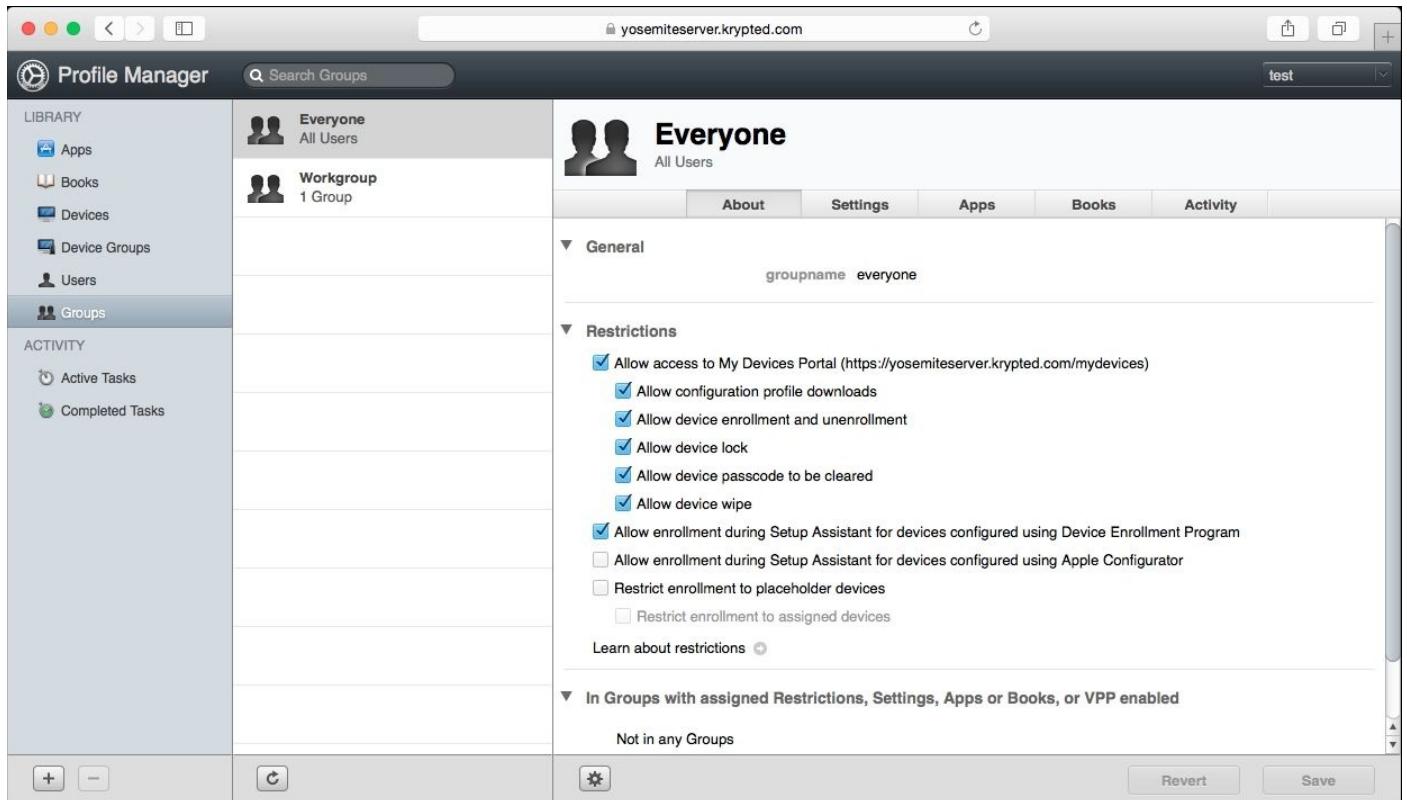 yosemiteserver.krypted.com
Profile Manager
Search Groups
test
LIBRARY
Apps
Books
Devices
Device Groups
Users
Groups
ACTIVITY
Active Tasks
Completed Tasks
Everyone
All Users
Workgroup
1 Group
Everyone
All Users
About Settings Apps Books Activity
General
groupname everyone
Restrictions
Allow access to My Devices Portal (https://yosemiteserver.krypted.com/mydevices)
Allow configuration profile downloads
Allow device enrollment and unenrollment
Allow device lock
Allow device passcode to be cleared
Allow device wipe
Allow enrollment during Setup Assistant for devices configured using Device Enrollment Program
Allow enrollment during Setup Assistant for devices configured using Apple Configurator
Restrict enrollment to placeholder devices
Restrict enrollment to assigned devices
Learn about restrictions
In Groups with assigned Restrictions, Settings, Apps or Books, or VPP enabled
Not in any Groups
Revert Save